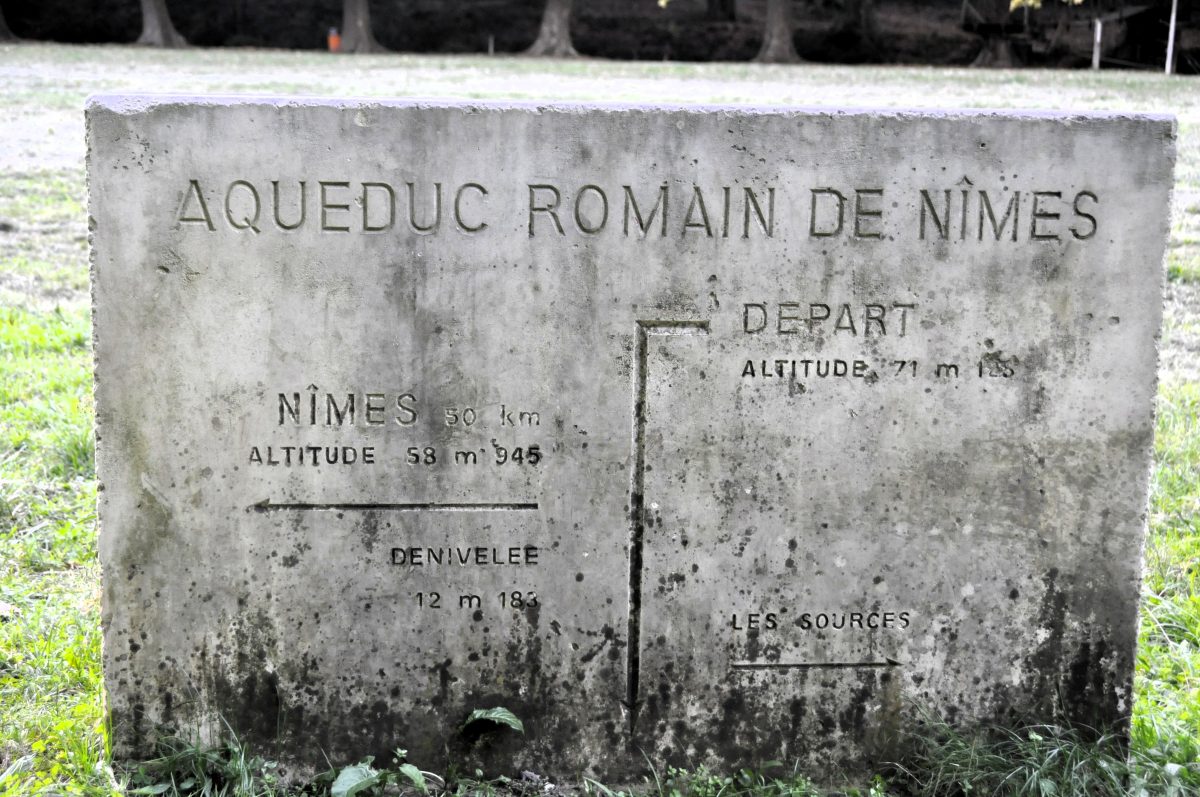 AQUEDUC ROMAIN DE NÎMES
DEPART
ALTITUDE 71 m 128
NÎMES 50 km
ALTITUDE 58 m 945
DENIVELEE
12 m 183
LES SOURCES